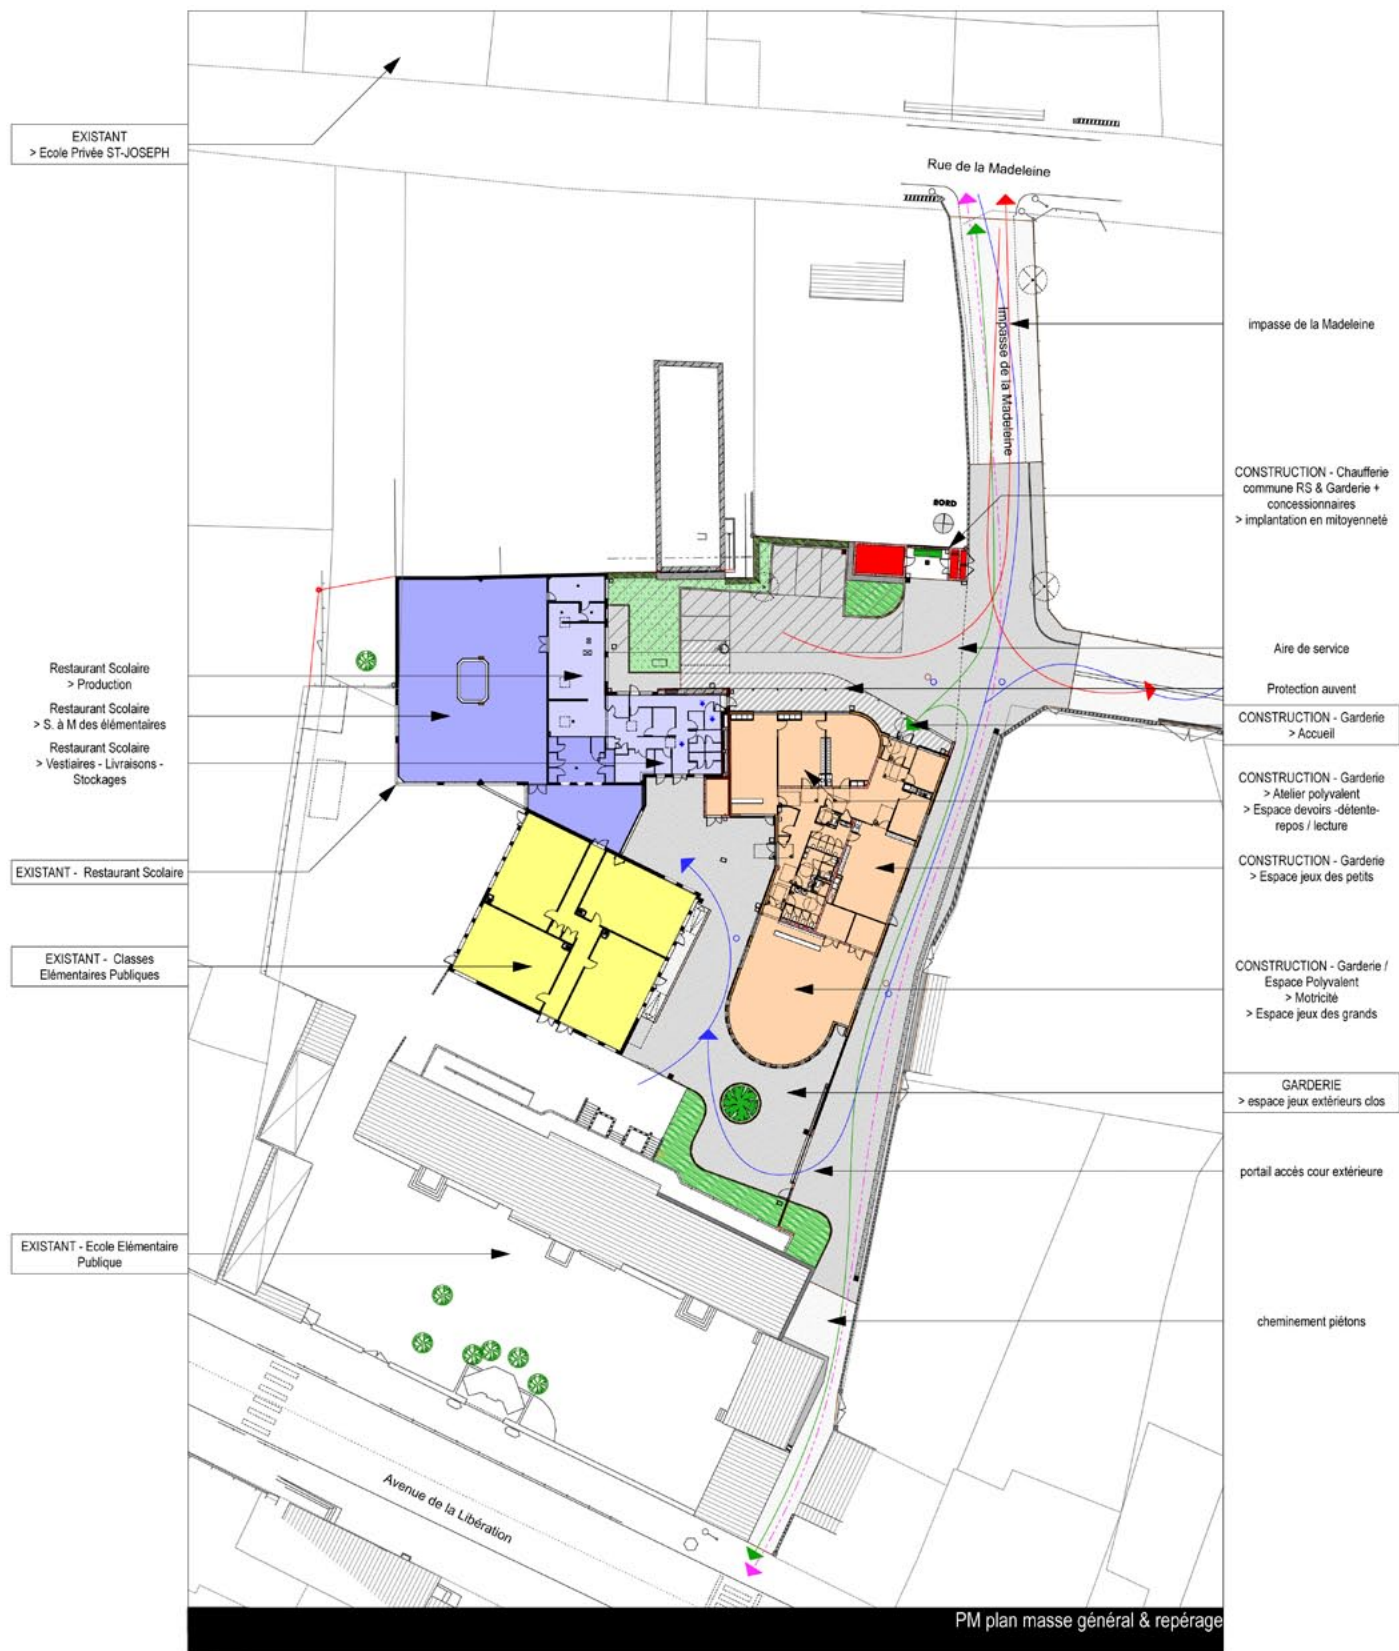 EXISTANT
> Ecole Privée ST-JOSEPH
Rue de la Madeleine
Impasse de la Madeleine
impasse de la Madeleine
CONSTRUCTION - Chaufferie
commune RS & Garderie +
concessionnaires
> implantation en mitoyenneté
Restaurant Scolaire
> Production
Restaurant Scolaire
> S. à M des élémentaires
Restaurant Scolaire
> Vestiaires - Livraisons -
Stockages
Aire de service
Protection auvent
CONSTRUCTION - Garderie
> Accueil
CONSTRUCTION - Garderie
> Atelier polyvalent
> Espace devoirs -détente-
repos / lecture
EXISTANT - Restaurant Scolaire
CONSTRUCTION - Garderie
> Espace jeux des petits
EXISTANT - Classes
Elémentaires Publiques
CONSTRUCTION - Garderie /
Espace Polyvalent
> Motricité
> Espace jeux des grands
GARDERIE
> espace jeux extérieurs clos
portail accès cour extérieure
EXISTANT - Ecole Elémentaire
Publique
cheminement piétons
Avenue de la Libération
PM plan masse général & repérage